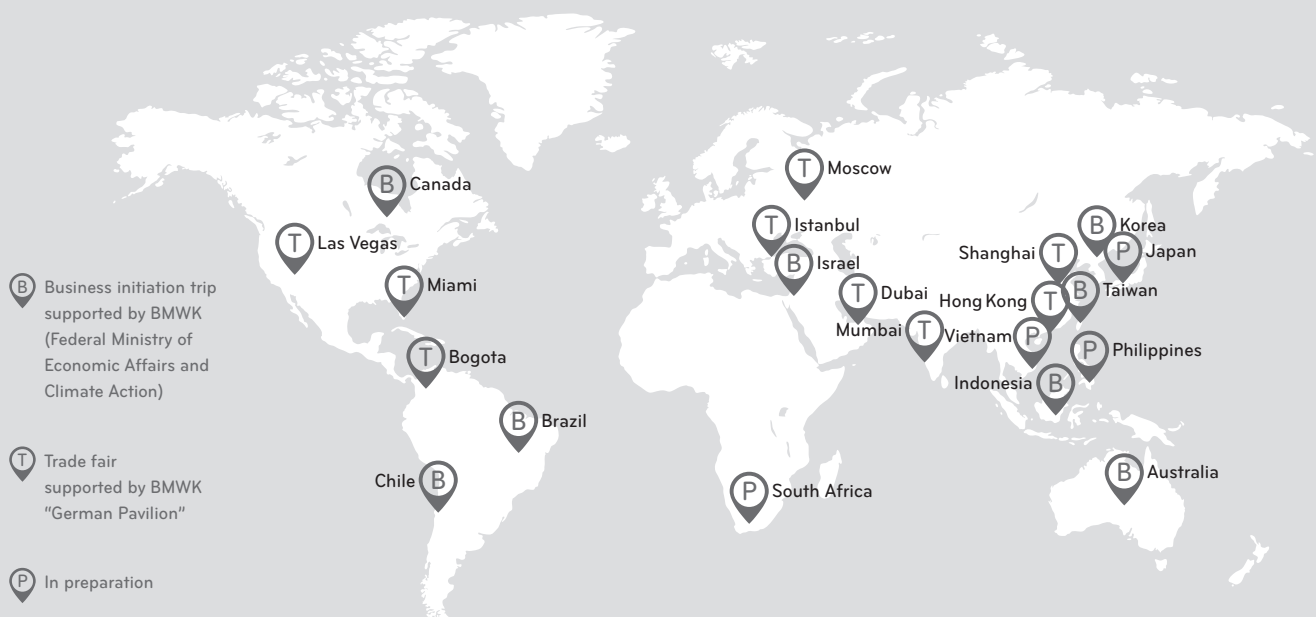 T Moscow
B Canada
T Istanbul
B Korea
T Las Vegas
Shanghai T
P Japan
B Israel
B Business initiation trip
supported by BMWK
(Federal Ministry of
Economic Affairs and
Climate Action)
T Miami
T Dubai
Hong Kong T
B Taiwan
Mumbai T
Vietnam P
T Bogota
P Philippines
Indonesia B
B Brazil
T Trade fair
supported by BMWK
“German Pavilion”
Chile B
B Australia
P South Africa
P In preparation